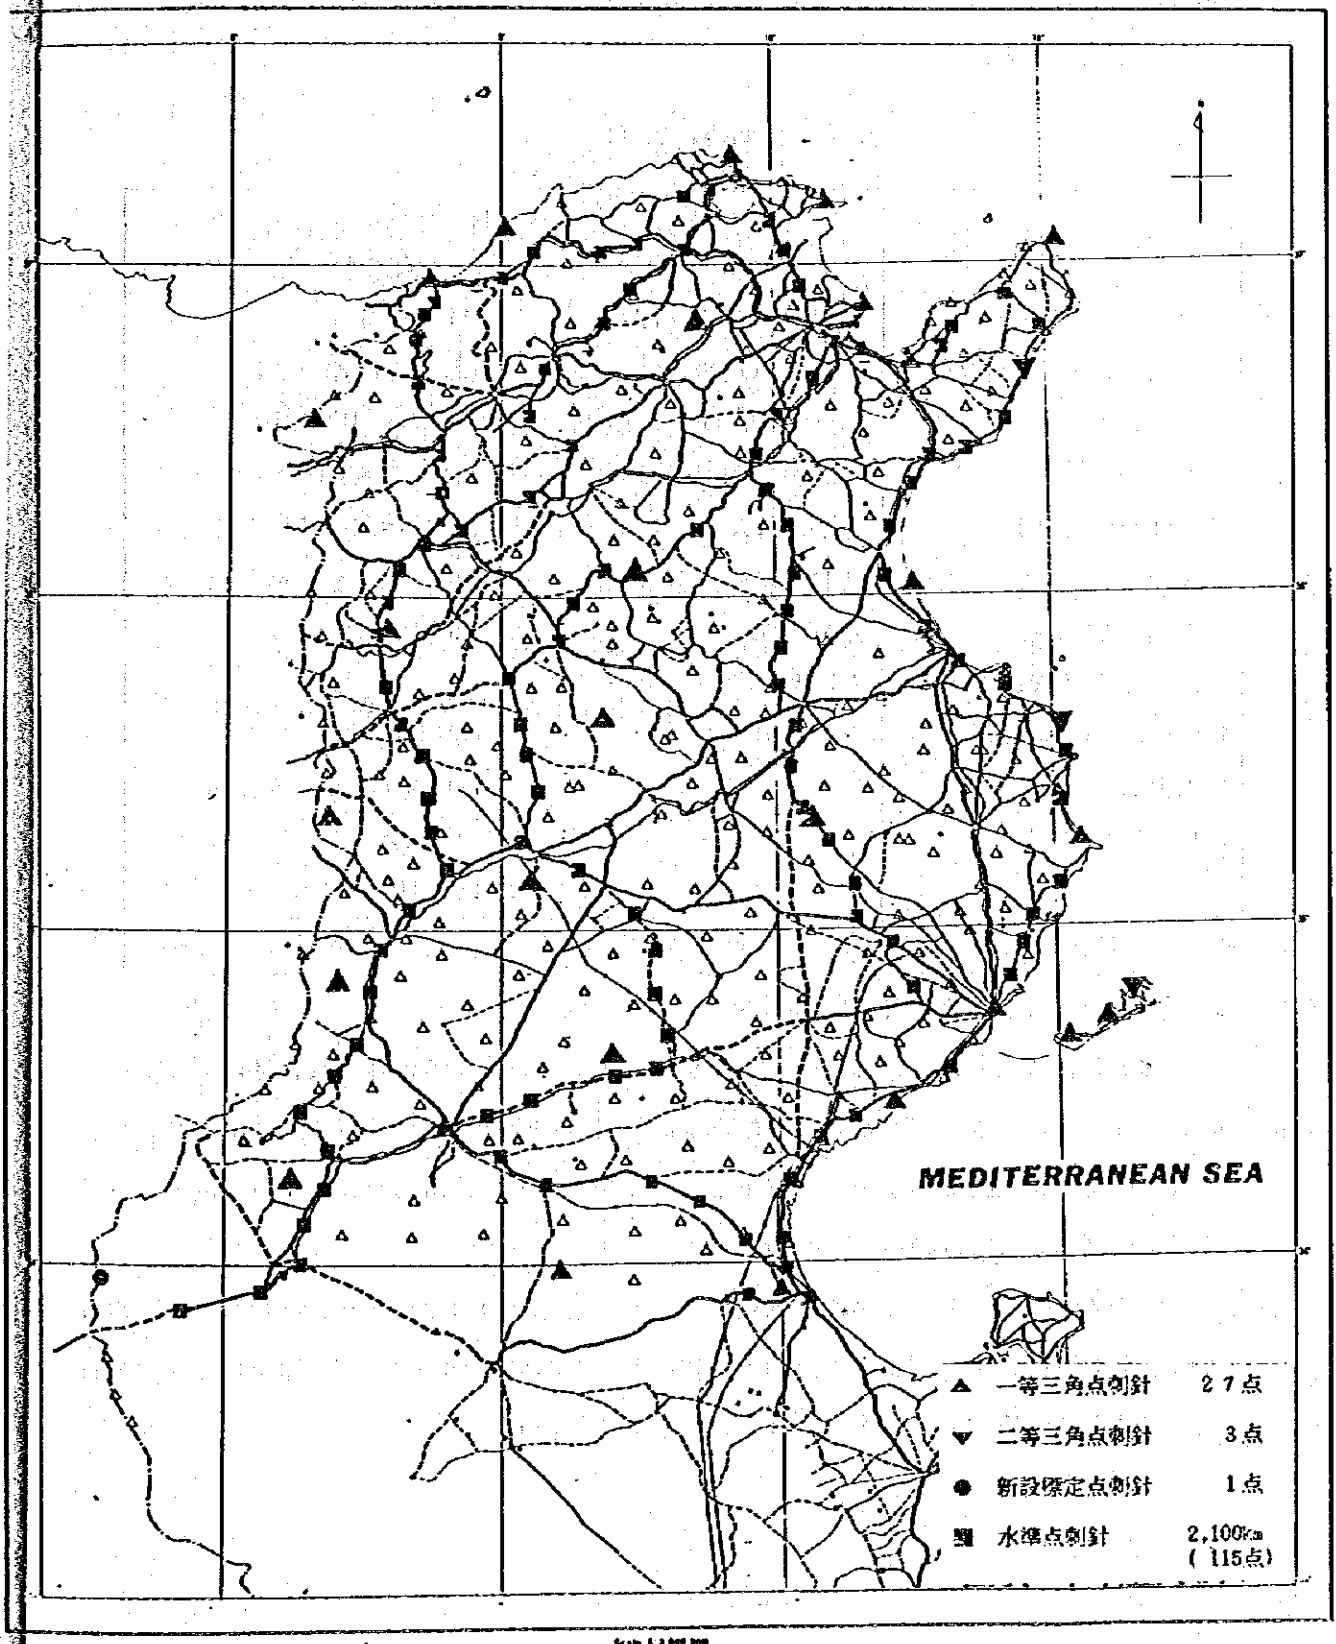 MEDITERRANEAN SEA
▲ 一等三角点刺針 27点
▼ 二等三角点刺針 3点
● 新設標定点刺針 1点
■ 水準点刺針 2,100km
(115点)